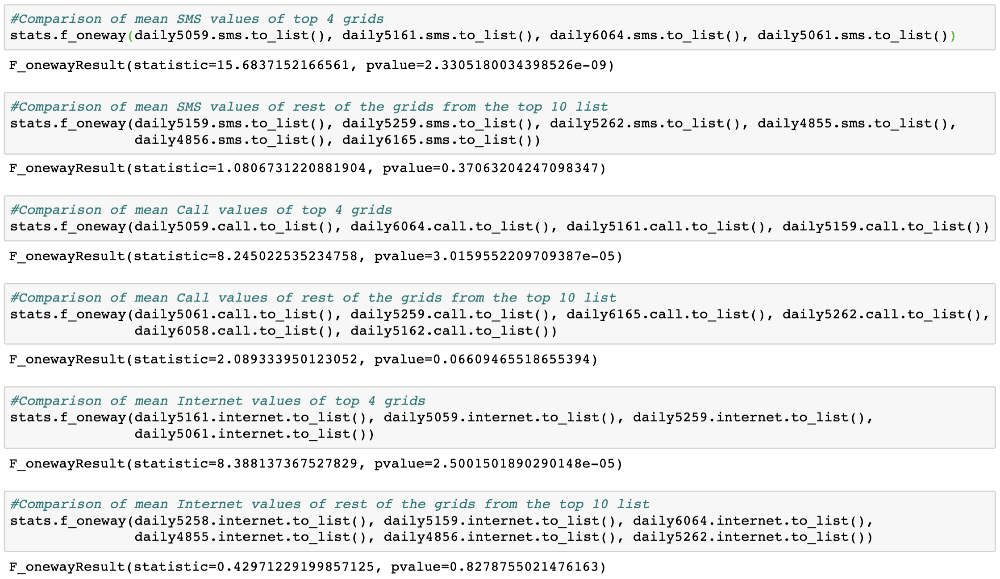 #Comparison of mean SMS values of top 4 grids
stats.f_oneway(daily5059.sms.to_list(), daily5161.sms.to_list(), daily6064.sms.to_list(), daily5061.sms.to_list())
F_onewayResult(statistic=15.6837152166561, pvalue=2.3305180034398526e-09)
#Comparison of mean SMS values of rest of the grids from the top 10 list
stats.f_oneway(daily5159.sms.to_list(), daily5259.sms.to_list(), daily5262.sms.to_list(), daily4855.sms.to_list(),
daily4856.sms.to_list(), daily6165.sms.to_list())
F_onewayResult(statistic=1.0806731220881904, pvalue=0.37063204247098347)
#Comparison of mean Call values of top 4 grids
stats.f_oneway(daily5059.call.to_list(), daily6064.call.to_list(), daily5161.call.to_list(), daily5159.call.to_list())
F_onewayResult(statistic=8.245022535234758, pvalue=3.0159552209709387e-05)
#Comparison of mean Call values of rest of the grids from the top 10 list
stats.f_oneway(daily5061.call.to_list(), daily5259.call.to_list(), daily6165.call.to_list(), daily5262.call.to_list(),
daily6058.call.to_list(), daily5162.call.to_list())
F_onewayResult(statistic=2.089333950123052, pvalue=0.06609465518655394)
#Comparison of mean Internet values of top 4 grids
stats.f_oneway(daily5161.internet.to_list(), daily5059.internet.to_list(), daily5259.internet.to_list(),
daily5061.internet.to_list())
F_onewayResult(statistic=8.388137367527829, pvalue=2.5001501890290148e-05)
#Comparison of mean Internet values of rest of the grids from the top 10 list
stats.f_oneway(daily5258.internet.to_list(), daily5159.internet.to_list(), daily6064.internet.to_list(),
daily4855.internet.to_list(), daily4856.internet.to_list(), daily5262.internet.to_list())
F_onewayResult(statistic=0.42971229199857125, pvalue=0.8278755021476163)